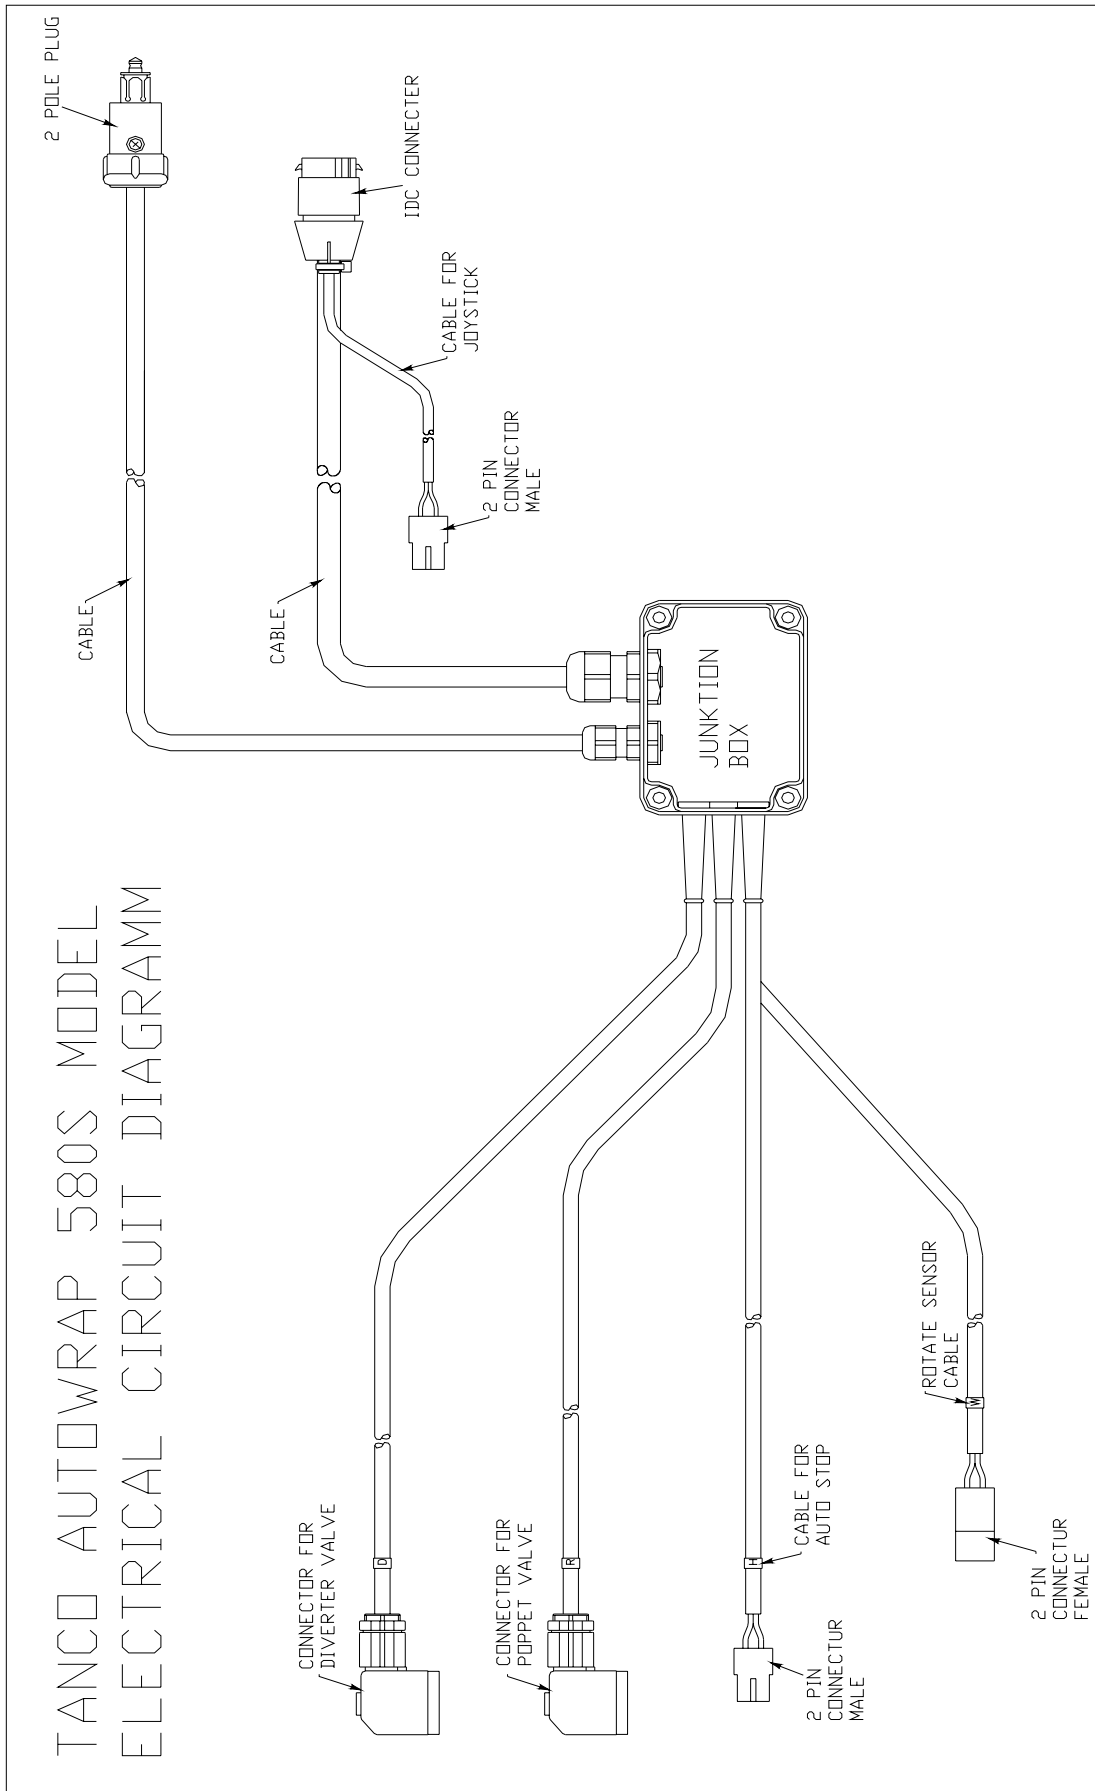 TANCO AUTOWRAP 580S MODEL
ELECTRICAL CIRCUIT DIAGRAMM
2 POLE PLUG
CABLE
IDC CONNECTER
CABLE
CABLE FOR
JOYSTICK
2 PIN
CONNECTOR
MALE
JUNKTION
BOX
CONNECTOR FOR
DIVERTER VALVE
D
CONNECTOR FOR
POPPET VALVE
R
CABLE FOR
AUTO STOP
H
2 PIN
CONNECTUR
MALE
ROTATE SENSOR
CABLE
W
2 PIN
CONNECTUR
FEMALE